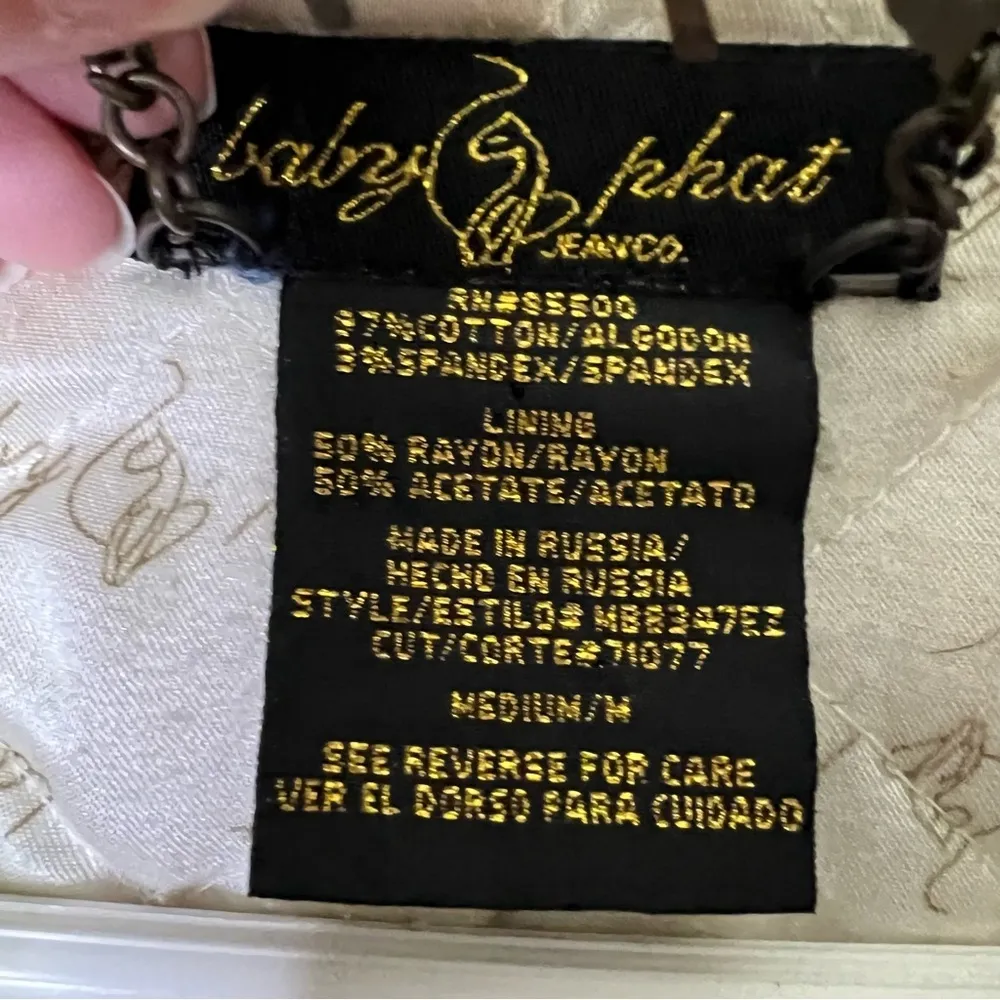 baby phat
JEAN CO.
RN#85500
97%COTTON/ALGODON
3%SPANDEX/SPANDEX
LINING
50% RAYON/RAYON
50% ACETATE/ACETATO
MADE IN RUSSIA/
HECHO EN RUSSIA
STYLE/ESTILO# MB8347EZ
CUT/CORTE#71077
MEDIUM/M
SEE REVERSE FOR CARE
VER EL DORSO PARA CUIDADO